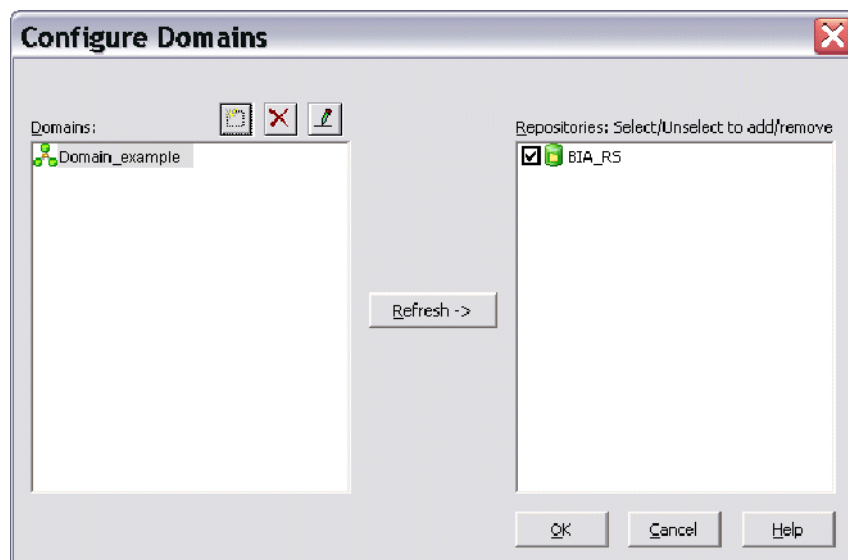 Configure Domains
Domains:
Repositories: Select/Unselect to add/remove
Domain_example
BIA_RS
Refresh ->
OK
Cancel
Help